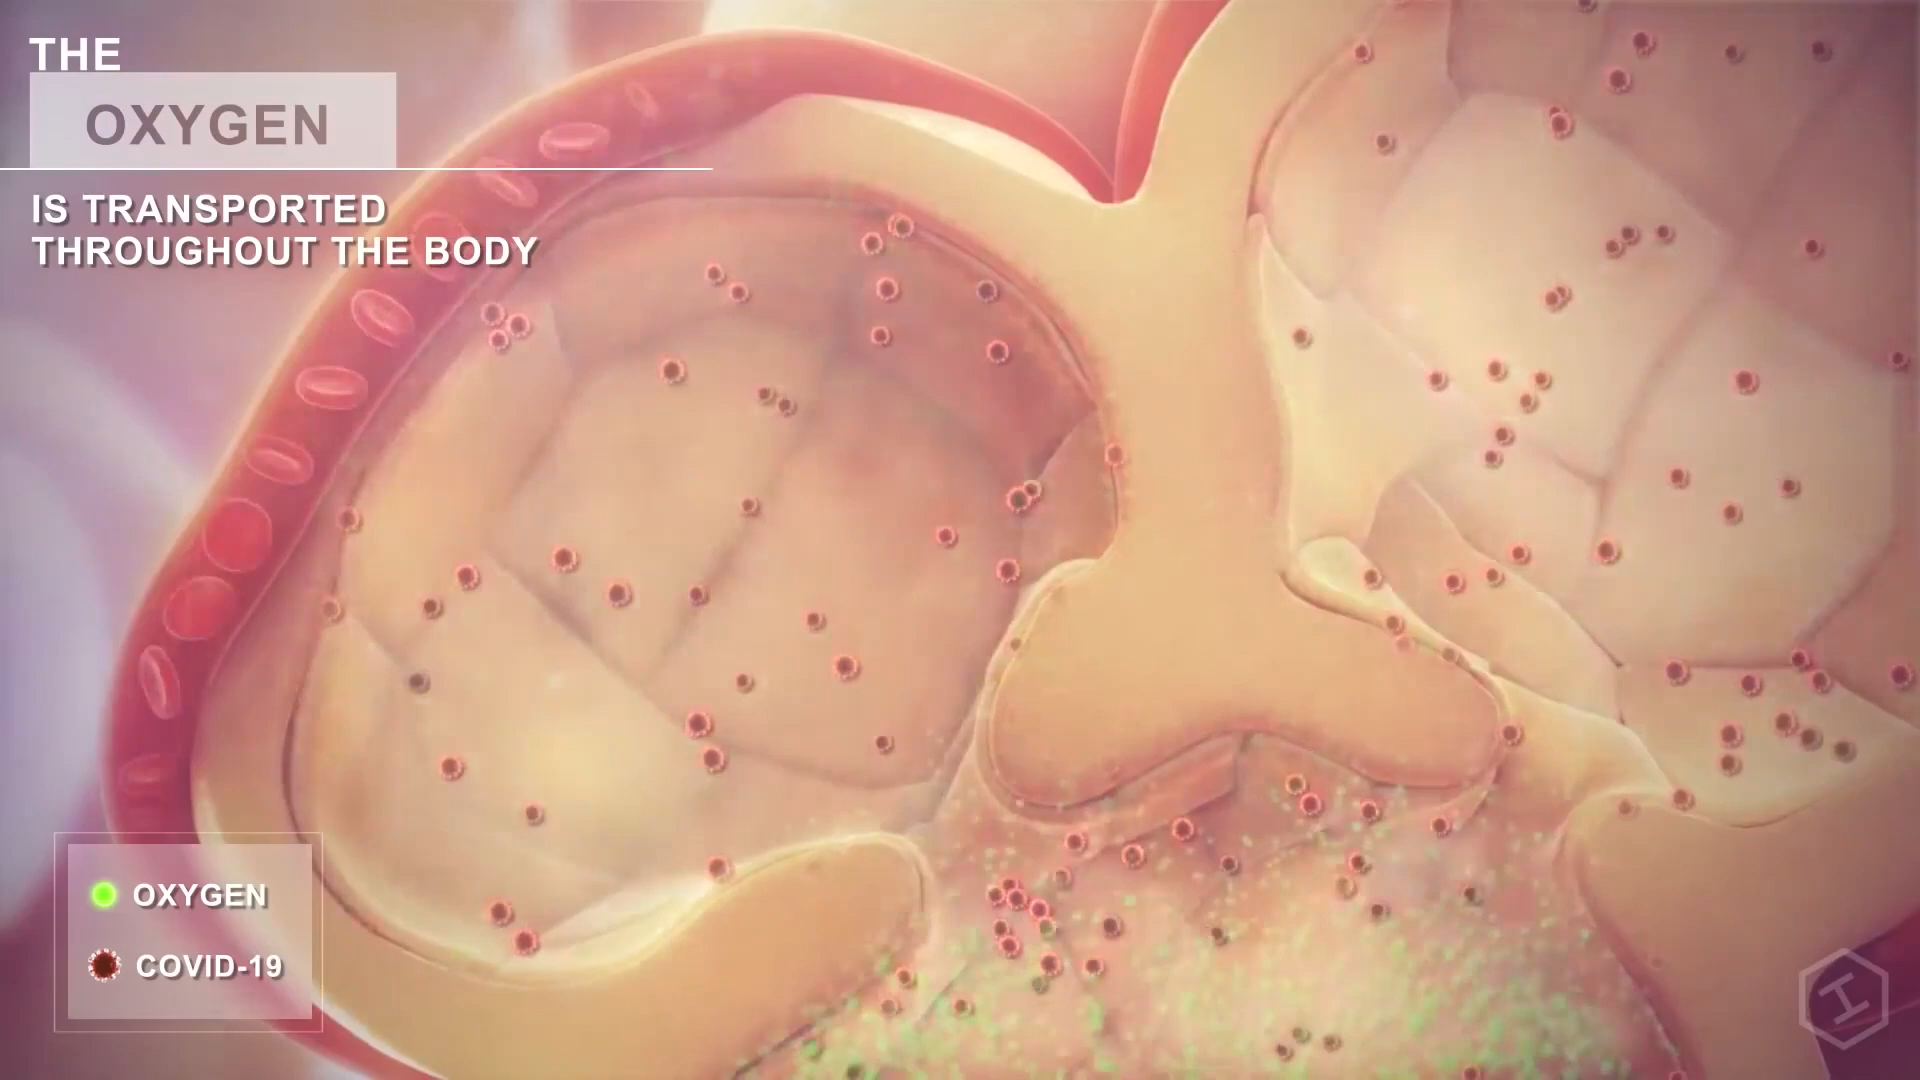 THE
OXYGEN
IS TRANSPORTED
THROUGHOUT THE BODY
OXYGEN
COVID-19